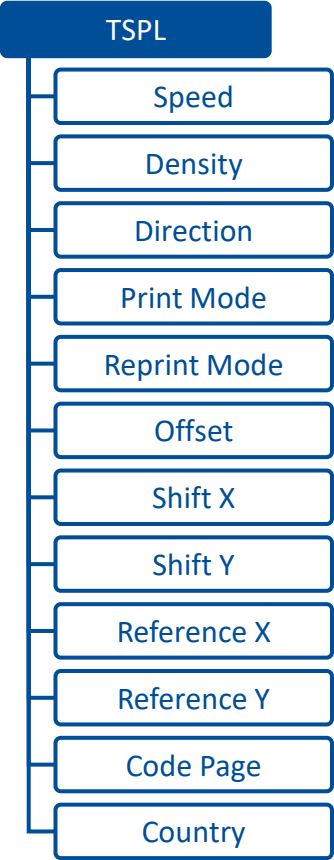 TSPL
Speed
Density
Direction
Print Mode
Reprint Mode
Offset
Shift X
Shift Y
Reference X
Reference Y
Code Page
Country